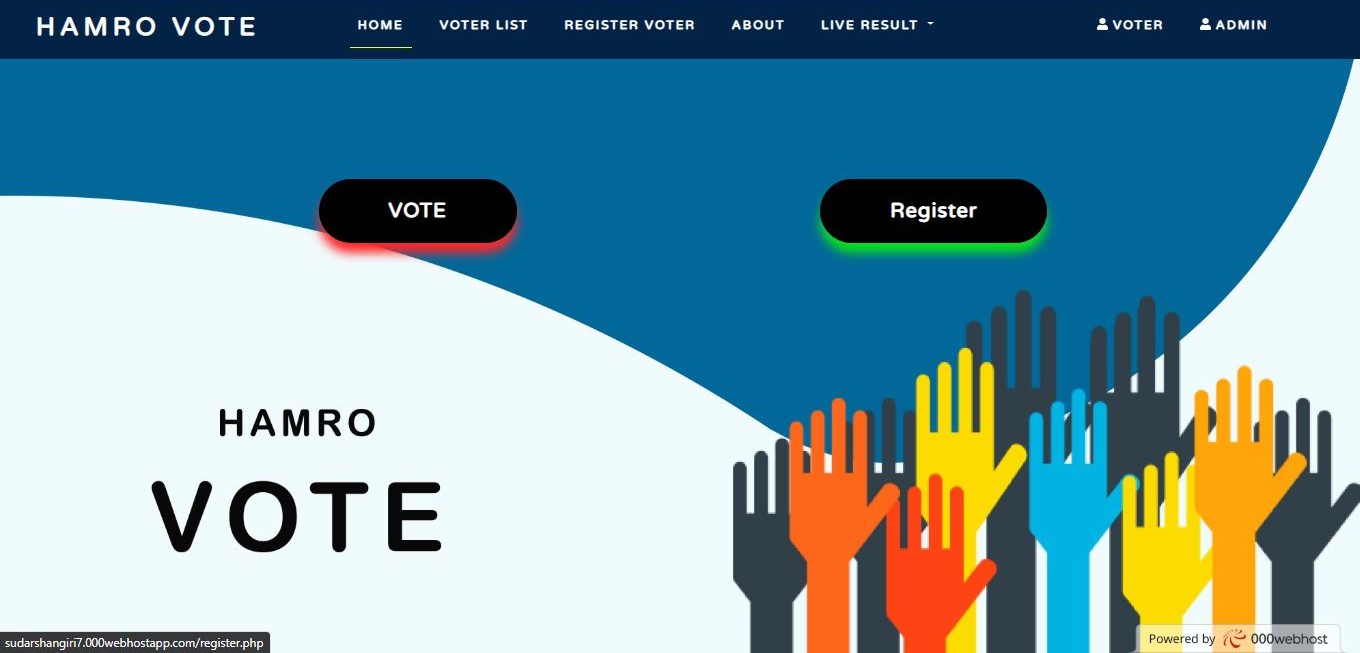 HAMRO VOTE HOME VOTER LIST REGISTER VOTER ABOUT LIVE RESULT VOTER ADMIN
VOTE Register
HAMRO
VOTE
sudarshangiri7.000webhostapp.com/register.php
Powered by 000webhost